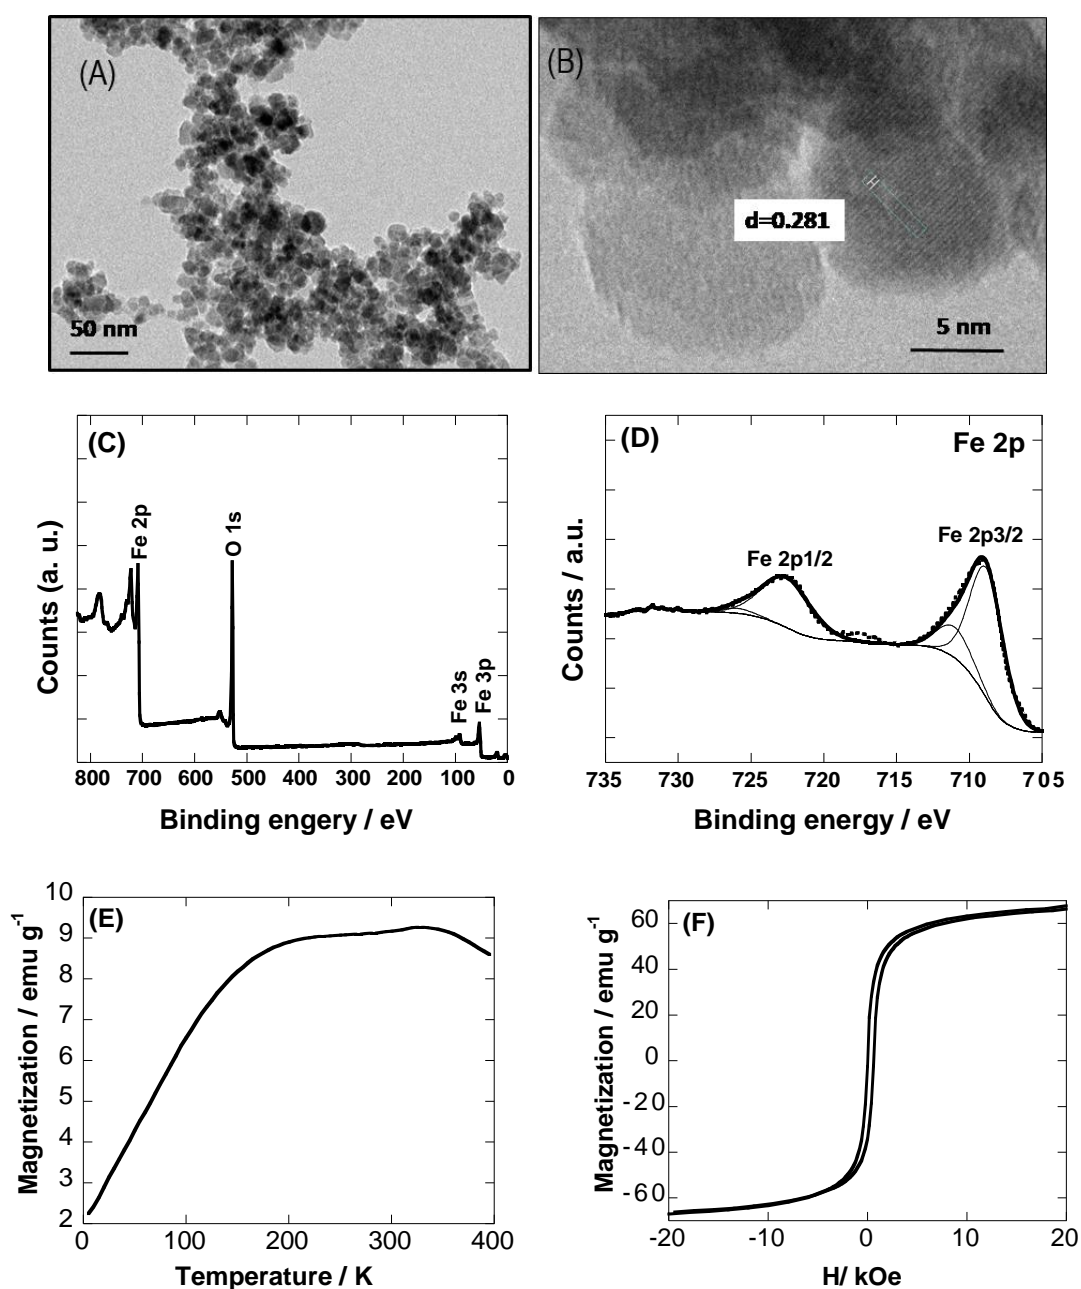 (A)
50 nm
(B)
d=0.281
5 nm
(C)
Fe 2p
O 1s
Fe 3s
Fe 3p
Counts (a. u.)
800 700 600 500 400 300 200 100 0
Binding engery / eV
(D)
Fe 2p
Fe 2p1/2
Fe 2p3/2
Counts / a.u.
735 730 725 720 715 710 705
Binding energy / eV
(E)
Magnetization / emu g-1
10
9
8
7
6
5
4
3
2
0 100 200 300 400
Temperature / K
(F)
Magnetization / emu g-1
60
40
20
0
-20
-40
-60
-20 -10 0 10 20
H/ kOe